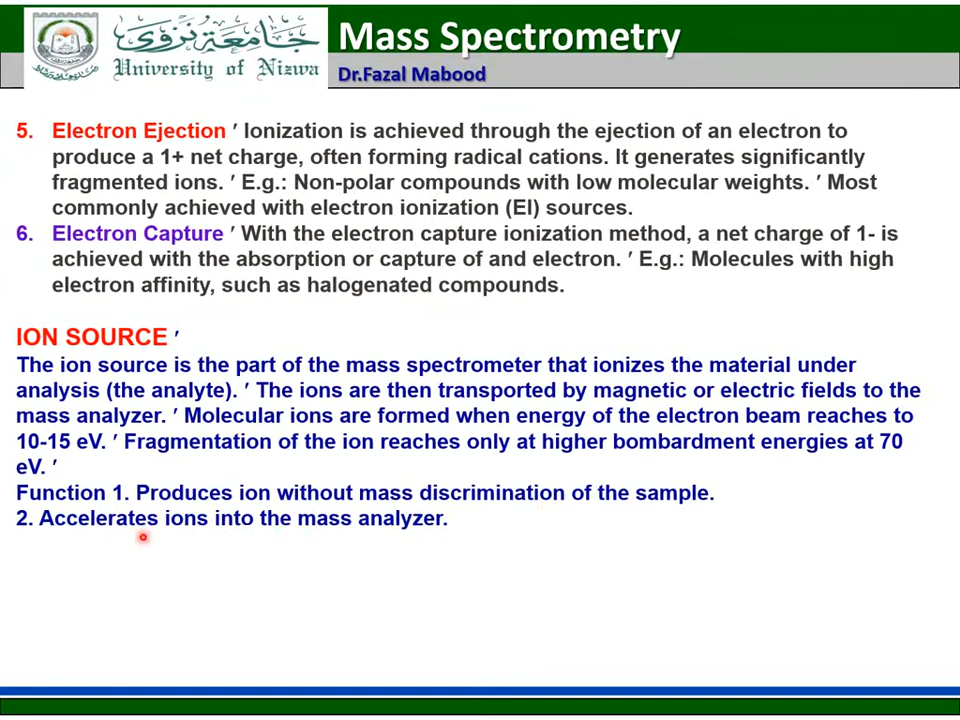 جامعة نزوى
University of Nizwa
Mass Spectrometry
Dr.Fazal Mabood
5. Electron Ejection ′ Ionization is achieved through the ejection of an electron to
produce a 1+ net charge, often forming radical cations. It generates significantly
fragmented ions. ′ E.g.: Non-polar compounds with low molecular weights. ′ Most
commonly achieved with electron ionization (EI) sources.
6. Electron Capture ′ With the electron capture ionization method, a net charge of 1- is
achieved with the absorption or capture of and electron. ′ E.g.: Molecules with high
electron affinity, such as halogenated compounds.
ION SOURCE ′
The ion source is the part of the mass spectrometer that ionizes the material under
analysis (the analyte). ′ The ions are then transported by magnetic or electric fields to the
mass analyzer. ′ Molecular ions are formed when energy of the electron beam reaches to
10-15 eV. ′ Fragmentation of the ion reaches only at higher bombardment energies at 70
eV. ′
Function 1. Produces ion without mass discrimination of the sample.
2. Accelerates ions into the mass analyzer.